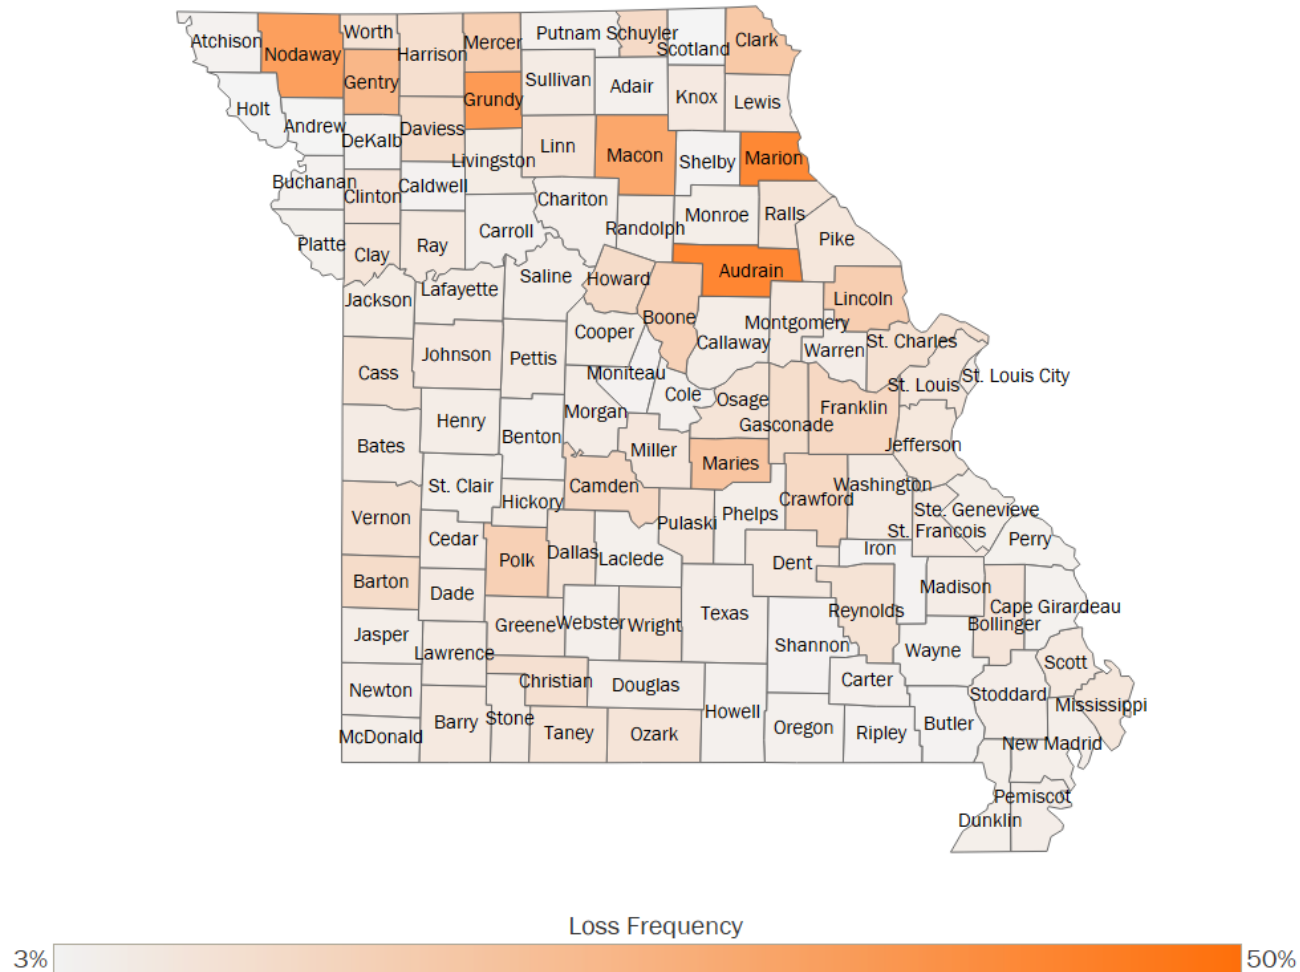 Atchison
Nodaway
Worth
Harrison
Mercer
Putnam
Schuyler
Scotland
Clark
Gentry
Grundy
Sullivan
Adair
Knox
Lewis
Holt
Andrew
DeKalb
Daviess
Livingston
Linn
Macon
Shelby
Marion
Buchanan
Clinton
Caldwell
Chariton
Randolph
Monroe
Ralls
Pike
Platte
Clay
Ray
Carroll
Saline
Howard
Audrain
Lincoln
Jackson
Lafayette
Boone
Callaway
Montgomery
Warren
St. Charles
Cooper
St. Louis
St. Louis City
Cass
Johnson
Pettis
Moniteau
Cole
Osage
Gasconade
Franklin
Jefferson
Bates
Henry
Benton
Morgan
Miller
Maries
St. Clair
Hickory
Camden
Pulaski
Phelps
Crawford
Washington
Ste. Genevieve
St. Francois
Perry
Vernon
Cedar
Polk
Dallas
Laclede
Dent
Iron
Madison
Cape Girardeau
Bollinger
Barton
Dade
Greene
Webster
Wright
Texas
Reynolds
Shannon
Wayne
Scott
Jasper
Lawrence
Newton
Christian
Douglas
Carter
Stoddard
Mississippi
McDonald
Barry
Stone
Taney
Ozark
Howell
Oregon
Ripley
Butler
New Madrid
Pemiscot
Dunklin
Loss Frequency
3%
50%